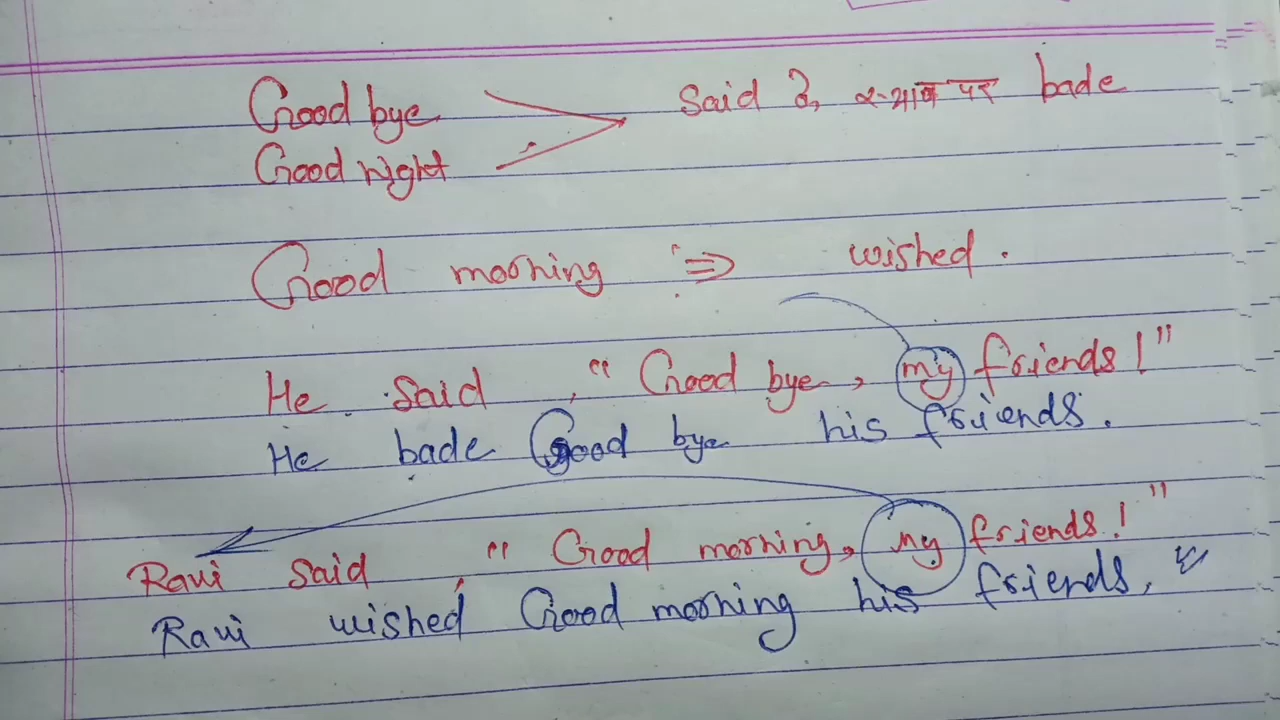 Good bye
Good night
Said के स्थान पर bade
Good morning ⇒ wished.
He said, "Good bye, my friends!"
He bade Good bye his friends.
Ravi said, "Good morning, my friends!"
Ravi wished Good morning his friends.